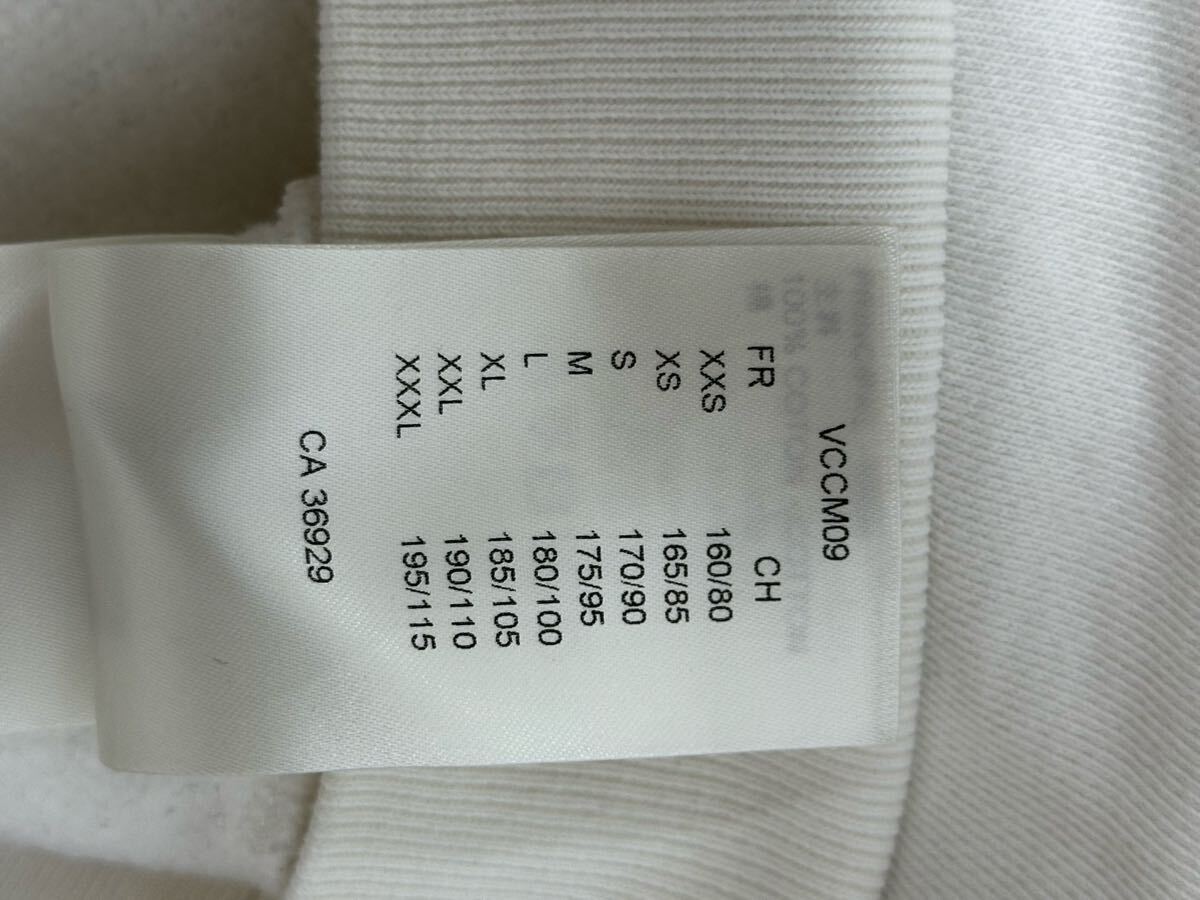 VCCM09
FR CH
XXS 160/80
XS 165/85
S 170/90
M 175/95
L 180/100
XL 185/105
XXL 190/110
XXXL 195/115
CA 36929